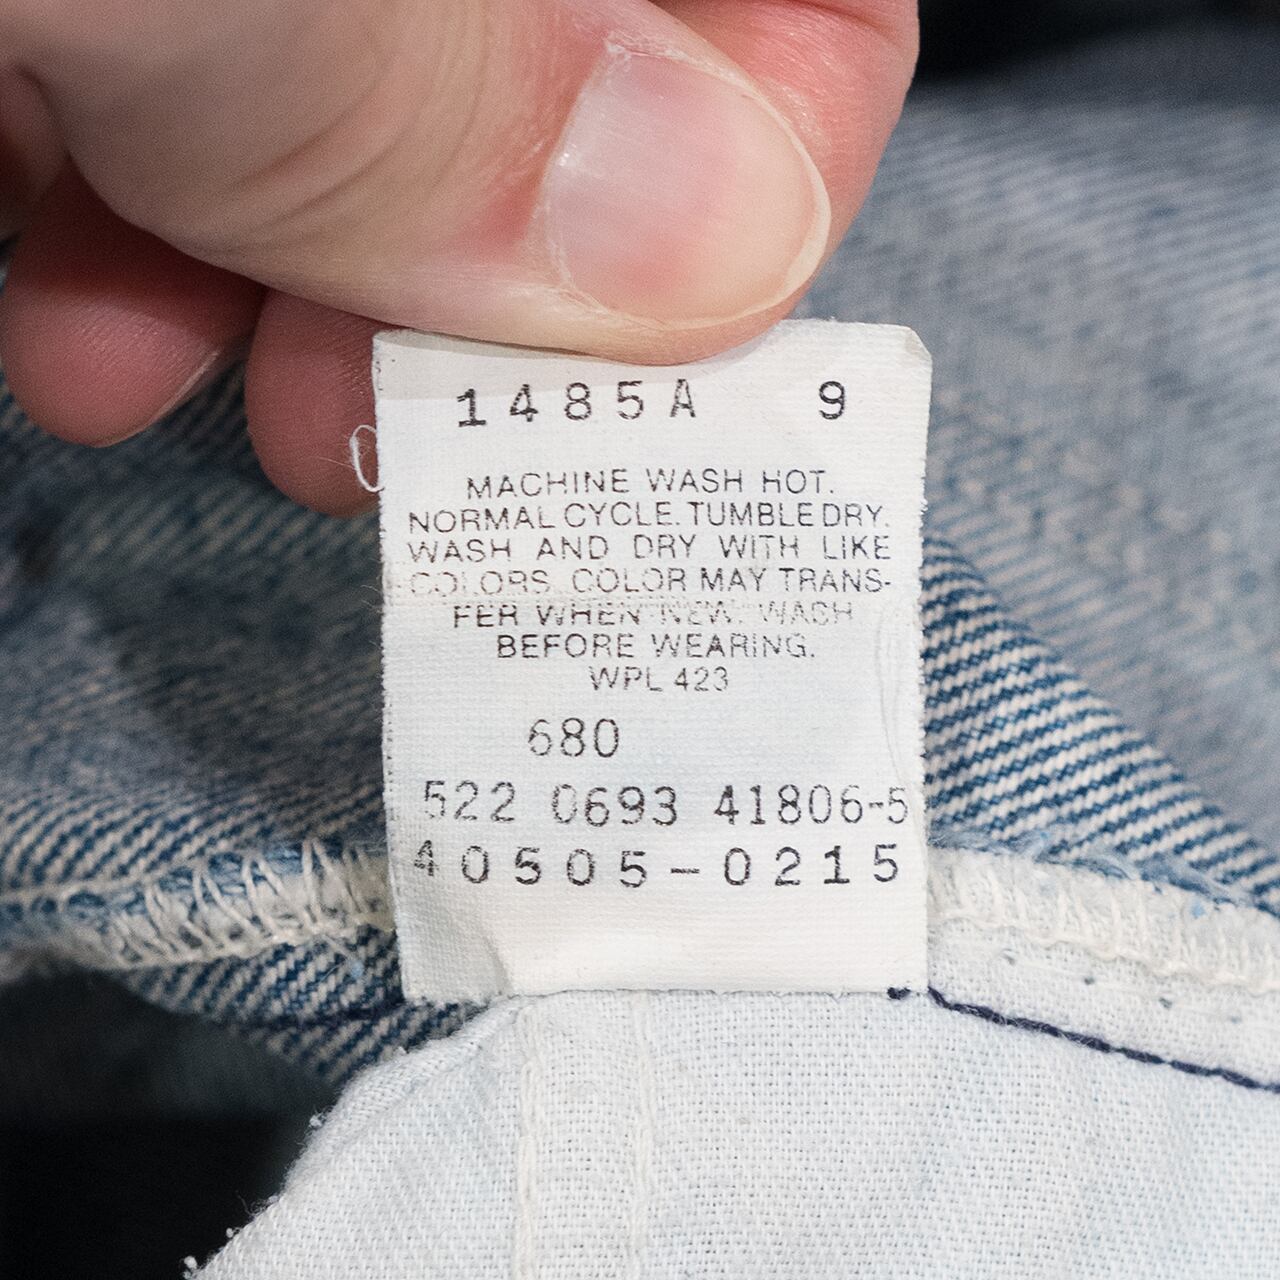 1485A 9
MACHINE WASH HOT.
NORMAL CYCLE. TUMBLE DRY.
WASH AND DRY WITH LIKE
COLORS. COLOR MAY TRANS-
FER WHEN NEW. WASH
BEFORE WEARING.
WPL 423
680
522 0693 41806-5
40505-0215